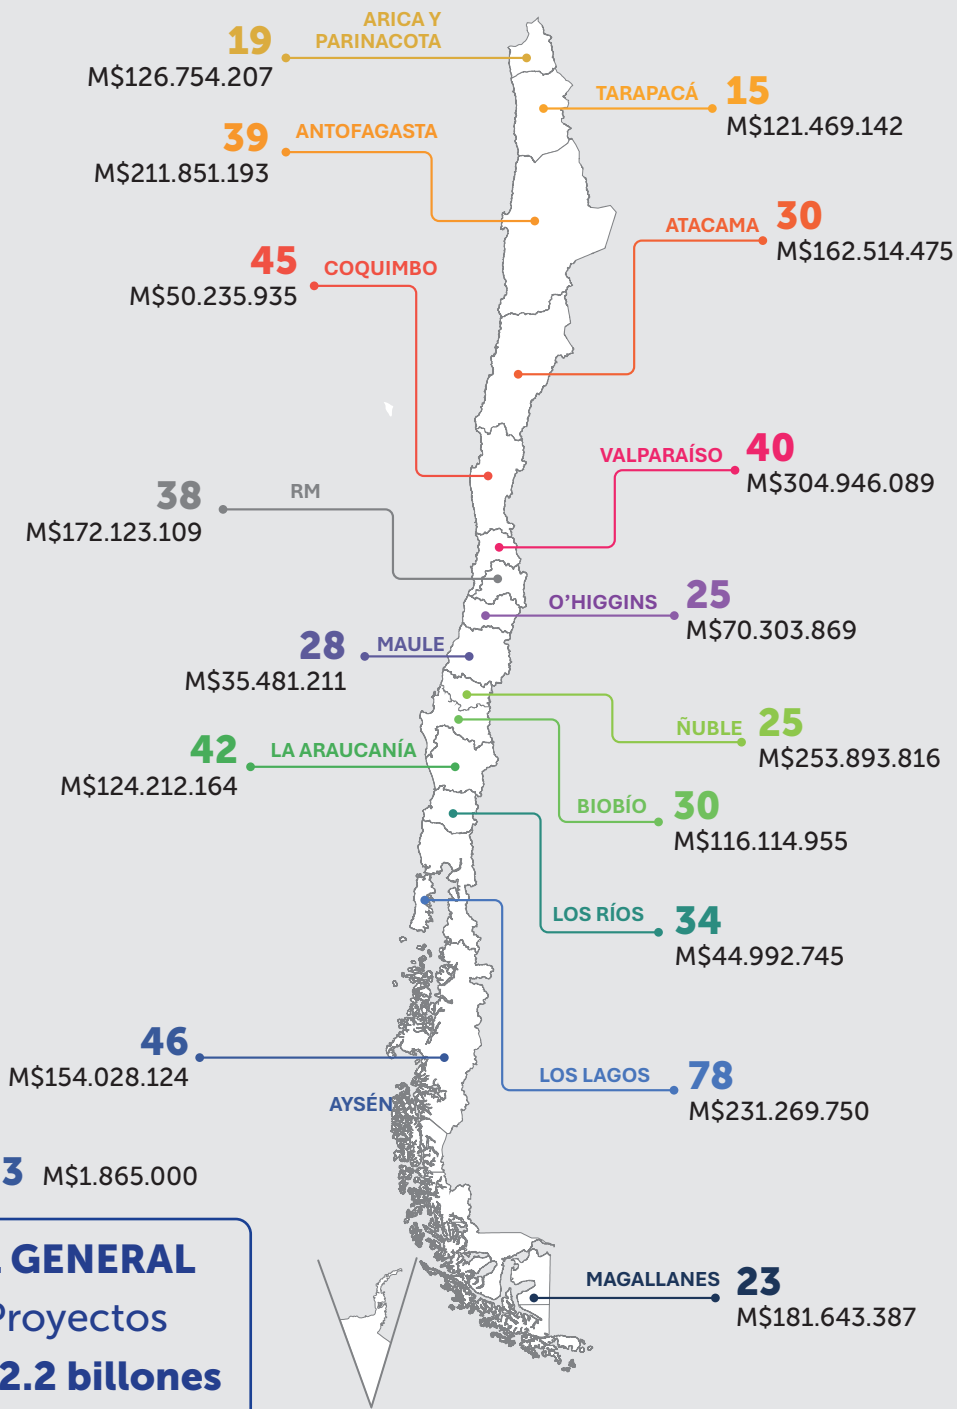 ARICA Y
PARINACOTA
19
M$126.754.207
TARAPACÁ 15
M$121.469.142
ANTOFAGASTA
39
M$211.851.193
ATACAMA 30
M$162.514.475
COQUIMBO
45
M$50.235.935
VALPARAÍSO 40
M$304.946.089
RM
38
M$172.123.109
O’HIGGINS 25
M$70.303.869
MAULE
28
M$35.481.211
ÑUBLE 25
M$253.893.816
LA ARAUCANÍA
42
M$124.212.164
BIOBÍO 30
M$116.114.955
LOS RÍOS 34
M$44.992.745
46
M$154.028.124
AYSÉN
LOS LAGOS 78
M$231.269.750
3 M$1.865.000
GENERAL
Proyectos
2.2 billones
MAGALLANES 23
M$181.643.387